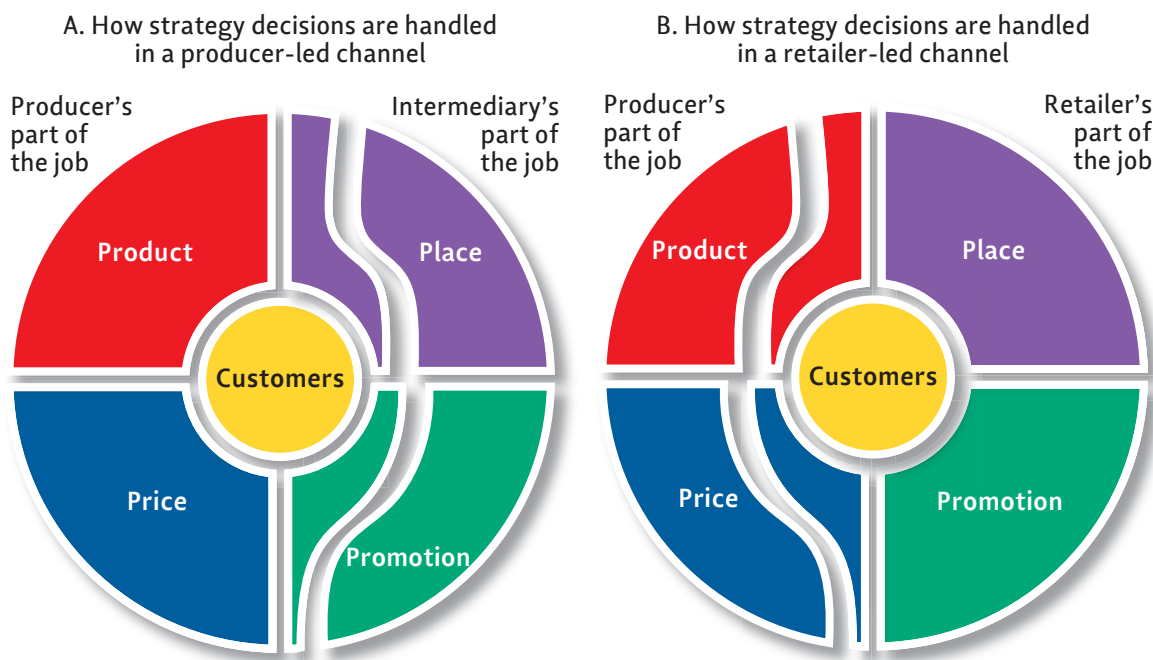 A. How strategy decisions are handled
in a producer-led channel
Producer's
part of
the job
Intermediary's
part of
the job
Product
Place
Customers
Price
Promotion
B. How strategy decisions are handled
in a retailer-led channel
Producer's
part of
the job
Retailer's
part of
the job
Product
Place
Customers
Price
Promotion